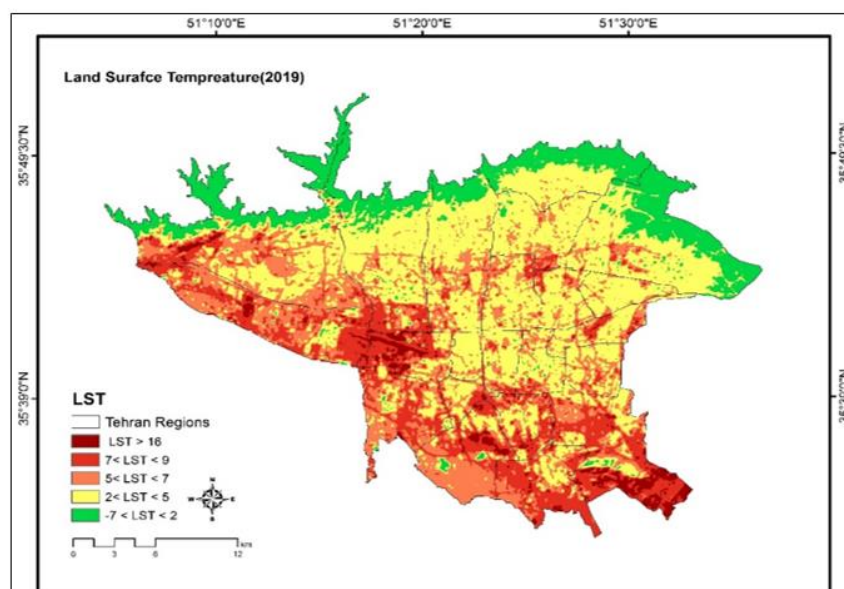 51°10'0"E 51°20'0"E 51°30'0"E
Land Surafce Tempreature(2019)
35°49'30"N
35°39'0"N
LST
Tehran Regions
LST > 16
7< LST < 9
5< LST < 7
2< LST < 5
-7 < LST < 2
N
W E
S
km
0 3 6 12